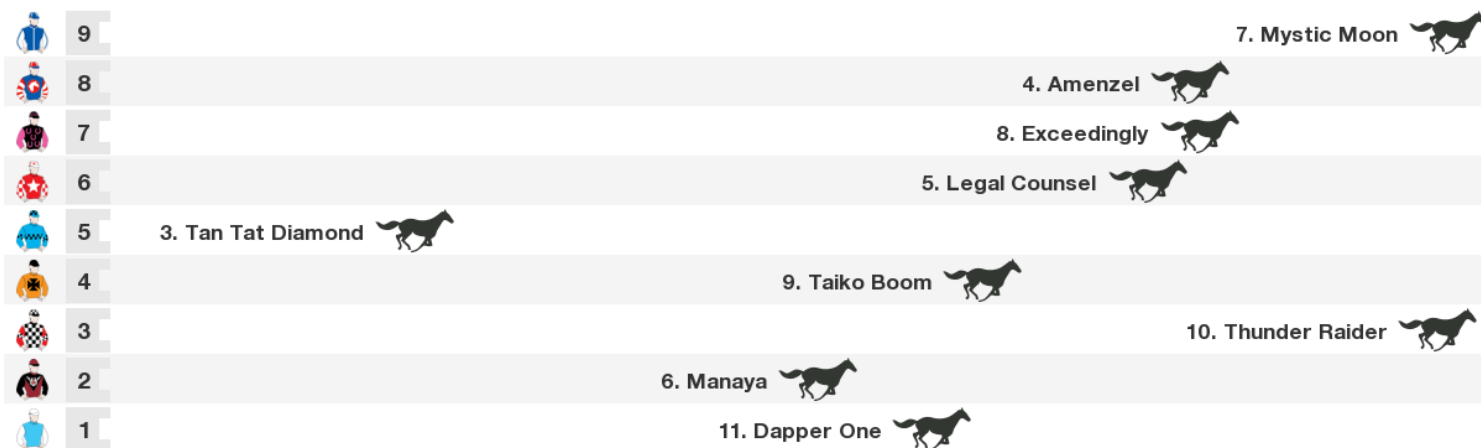 9 7. Mystic Moon
8 4. Amenzel
7 8. Exceedingly
6 5. Legal Counsel
5 3. Tan Tat Diamond
4 9. Taiko Boom
3 10. Thunder Raider
2 6. Manaya
1 11. Dapper One